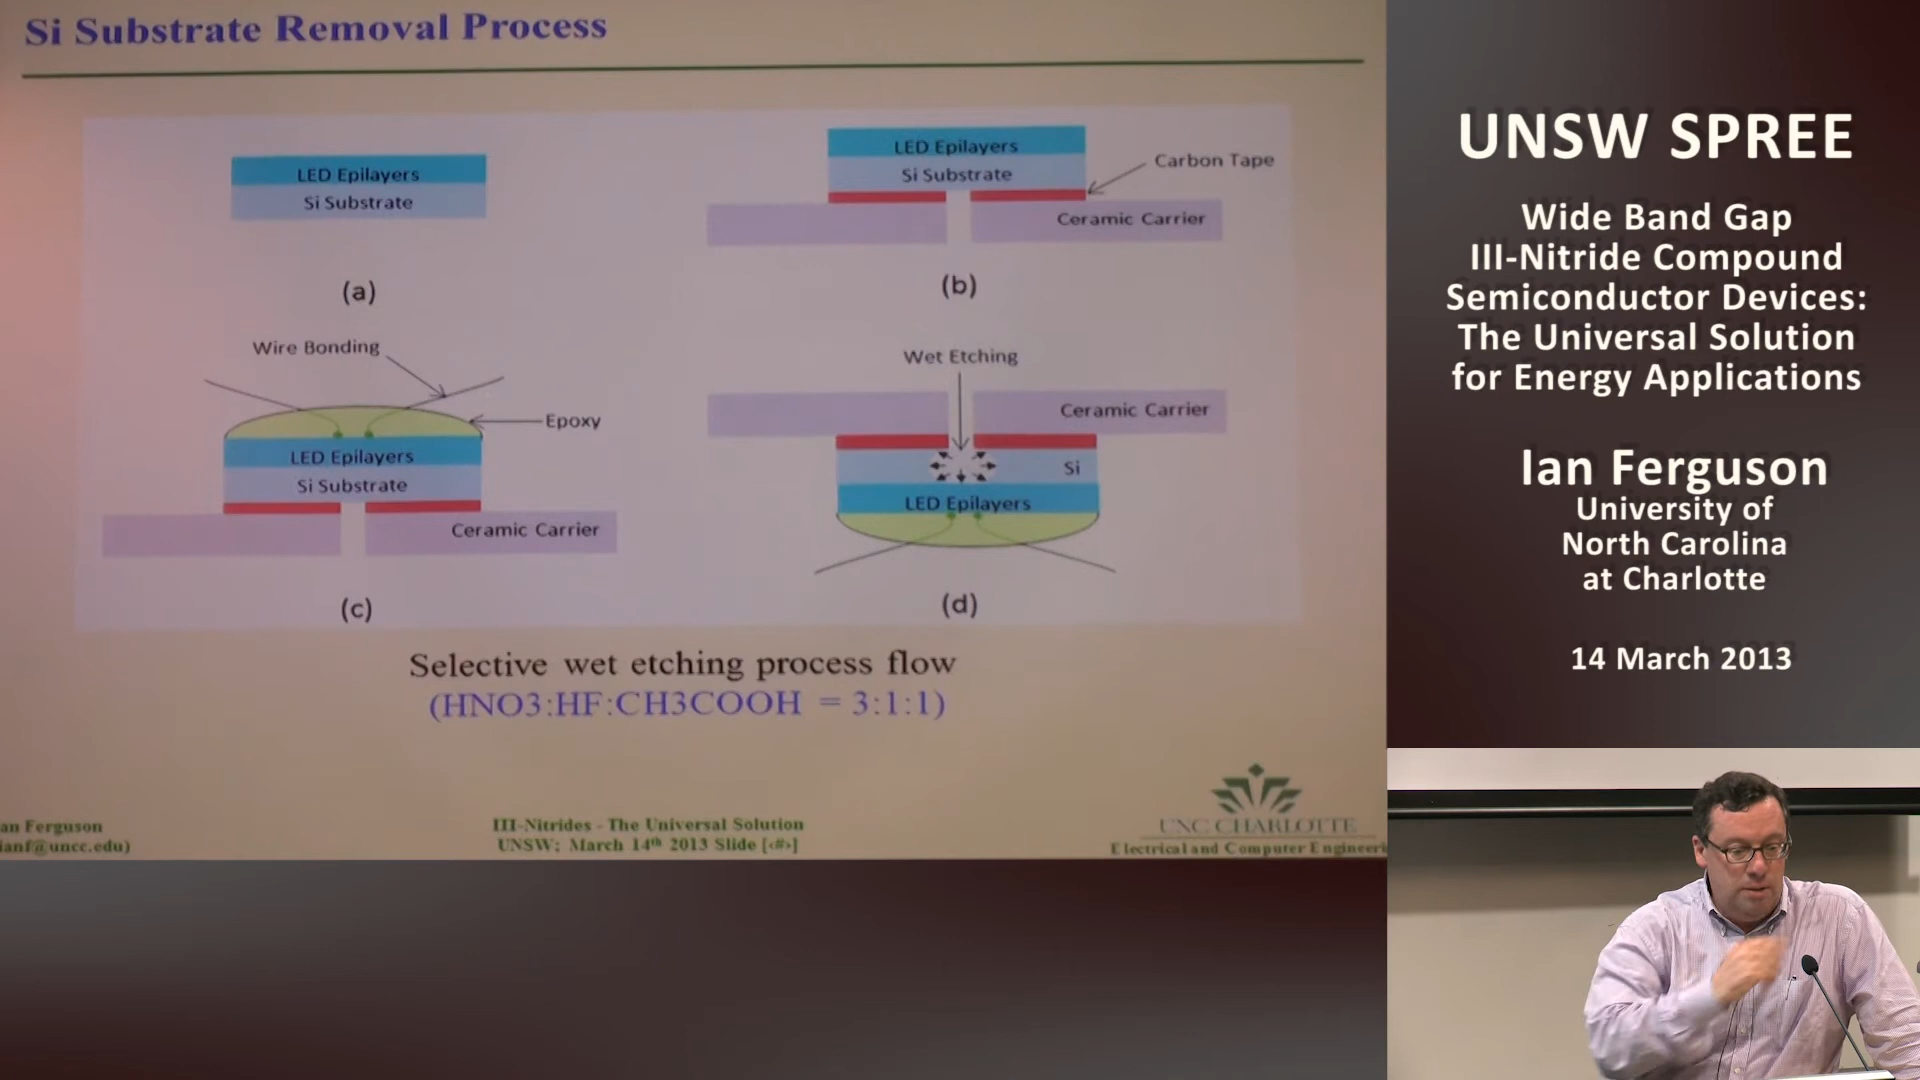 Si Substrate Removal Process
LED Epilayers
Si Substrate
(a)
LED Epilayers
Si Substrate
Carbon Tape
Ceramic Carrier
(b)
Wire Bonding
Epoxy
LED Epilayers
Si Substrate
Ceramic Carrier
(c)
Wet Etching
Ceramic Carrier
Si
LED Epilayers
(d)
Selective wet etching process flow
(HNO3:HF:CH3COOH = 3:1:1)
an Ferguson
ianf@uncc.edu)
III-Nitrides - The Universal Solution
UNSW: March 14th 2013 Slide [‹#›]
UNC CHARLOTTE
Electrical and Computer Engineeri
UNSW SPREE
Wide Band Gap
III-Nitride Compound
Semiconductor Devices:
The Universal Solution
for Energy Applications
Ian Ferguson
University of
North Carolina
at Charlotte
14 March 2013